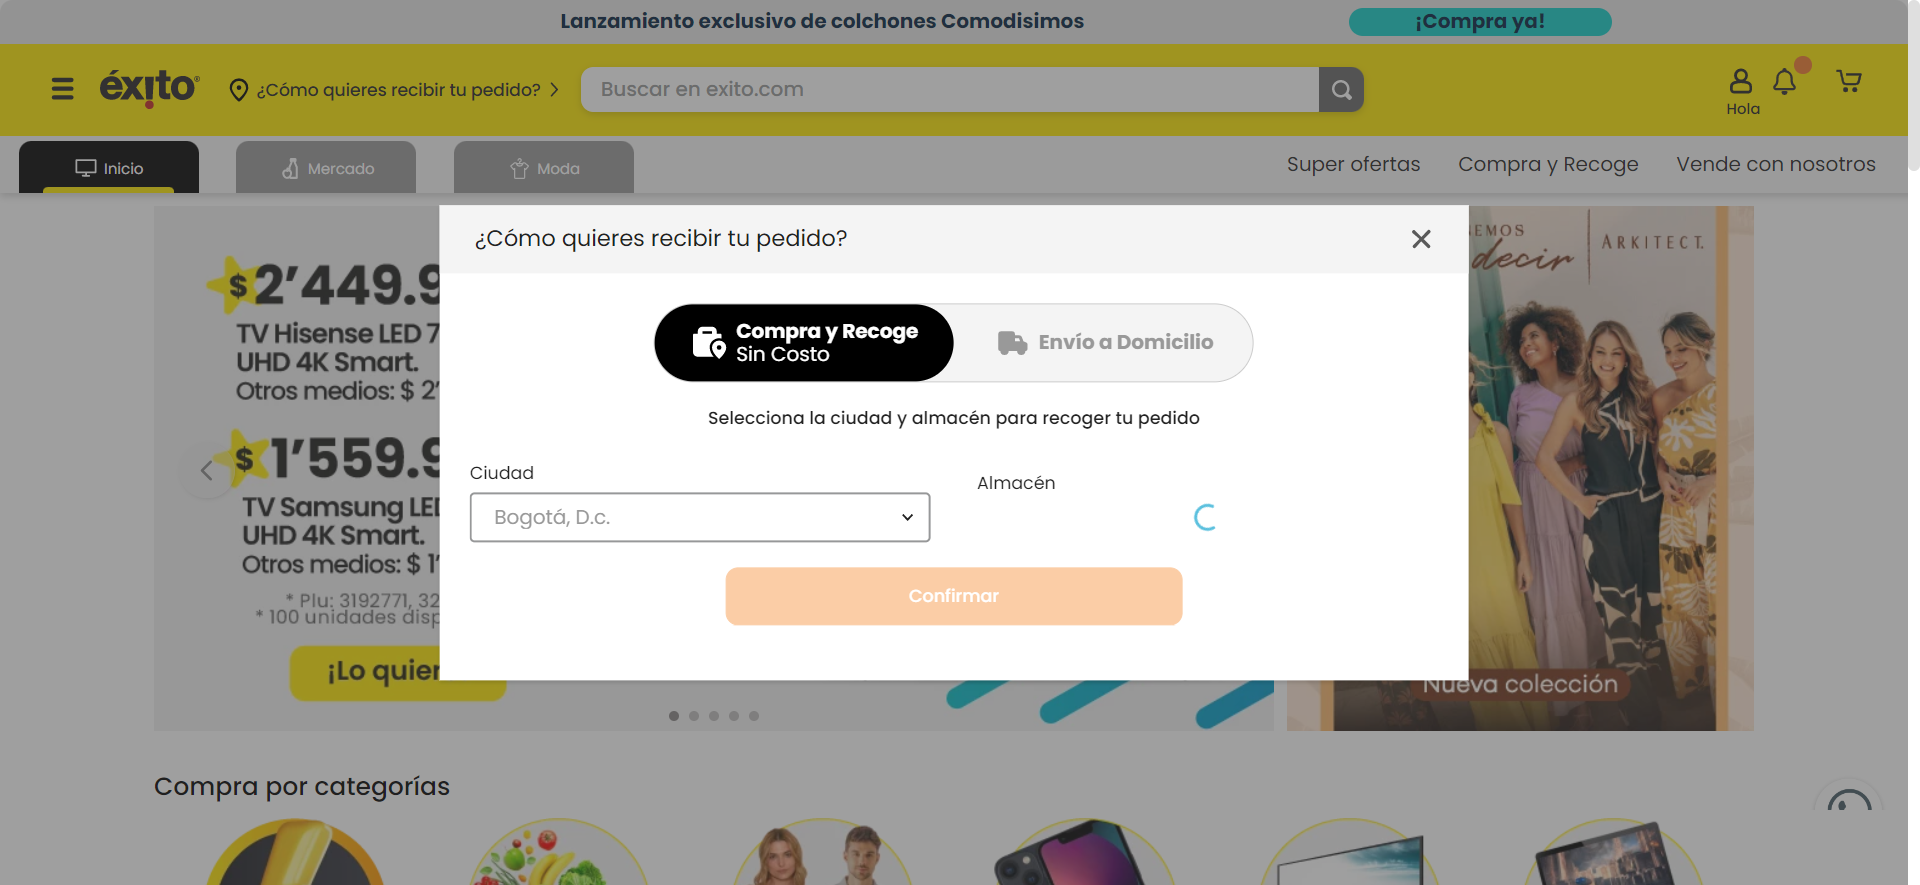 Lanzamiento exclusivo de colchones Comodisimos
¡Compra ya!
éxito
¿Cómo quieres recibir tu pedido?
Buscar en exito.com
Hola
Inicio
Mercado
Moda
Super ofertas
Compra y Recoge
Vende con nosotros
¿Cómo quieres recibir tu pedido?
Compra y Recoge
Sin Costo
Envío a Domicilio
Selecciona la ciudad y almacén para recoger tu pedido
Ciudad
Almacén
Bogotá, D.c.
Confirmar
$2'449.9
TV Hisense LED 7
UHD 4K Smart.
Otros medios: $ 2'
$1'559.9
TV Samsung LED
UHD 4K Smart.
Otros medios: $ 1'
* Plu: 3192771, 32
* 100 unidades disp
¡Lo quier
decir
ARKITECT.
Nueva colección
Compra por categorías